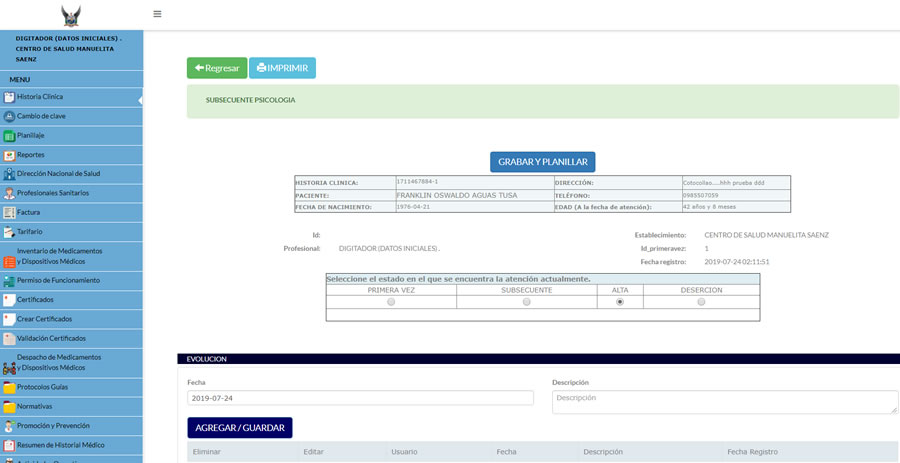 DIGITADOR (DATOS INICIALES) .
CENTRO DE SALUD MANUELITA
SAENZ
MENU
Historia Clinica
Cambio de clave
Planillaje
Reportes
Dirección Nacional de Salud
Profesionales Sanitarios
Factura
Tarifario
Inventario de Medicamentos
y Dispositivos Médicos
Permiso de Funcionamiento
Certificados
Crear Certificados
Validación Certificados
Despacho de Medicamentos
y Dispositivos Médicos
Protocolos Guías
Normativas
Promoción y Prevención
Resumen de Historial Médico
Regresar IMPRIMIR
SUBSECUENTE PSICOLOGIA
GRABAR Y PLANILLAR
HISTORIA CLINICA: 1711467884-1 DIRECCIÓN: Cotocollao....hhh prueba ddd
PACIENTE: FRANKLIN OSWALDO AGUAS TUSA TELÉFONO: 0985507059
FECHA DE NACIMIENTO: 1976-04-21 EDAD (A la fecha de atención): 42 años y 8 meses
Id: Establecimiento: CENTRO DE SALUD MANUELITA SAENZ
Profesional: DIGITADOR (DATOS INICIALES) . Id_primeravez: 1
Fecha registro: 2019-07-24 02:11:51
Seleccione el estado en el que se encuentra la atención actualmente.
PRIMERA VEZ SUBSECUENTE ALTA DESERCION
EVOLUCION
Fecha Descripción
2019-07-24 Descripción
AGREGAR / GUARDAR
Eliminar Editar Usuario Fecha Descripción Fecha Registro